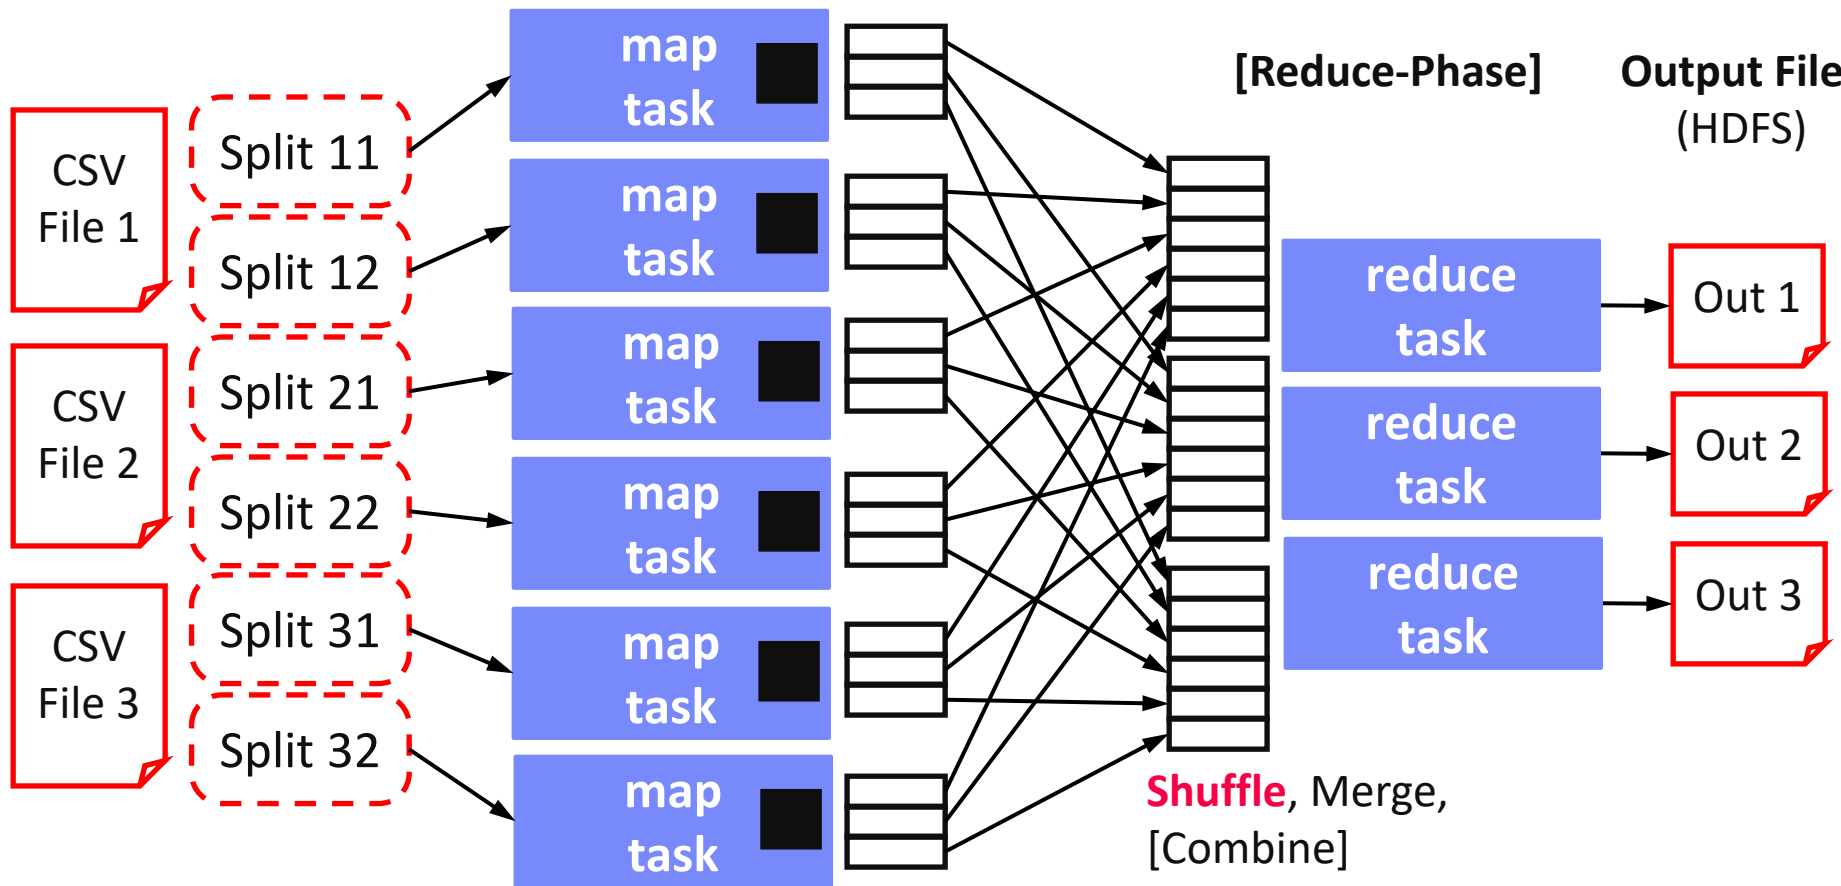 CSV
File 1
CSV
File 2
CSV
File 3
Split 11
Split 12
Split 21
Split 22
Split 31
Split 32
map
task
map
task
map
task
map
task
map
task
map
task
[Reduce-Phase]
Output File
(HDFS)
reduce
task
reduce
task
reduce
task
Out 1
Out 2
Out 3
Shuffle, Merge,
[Combine]